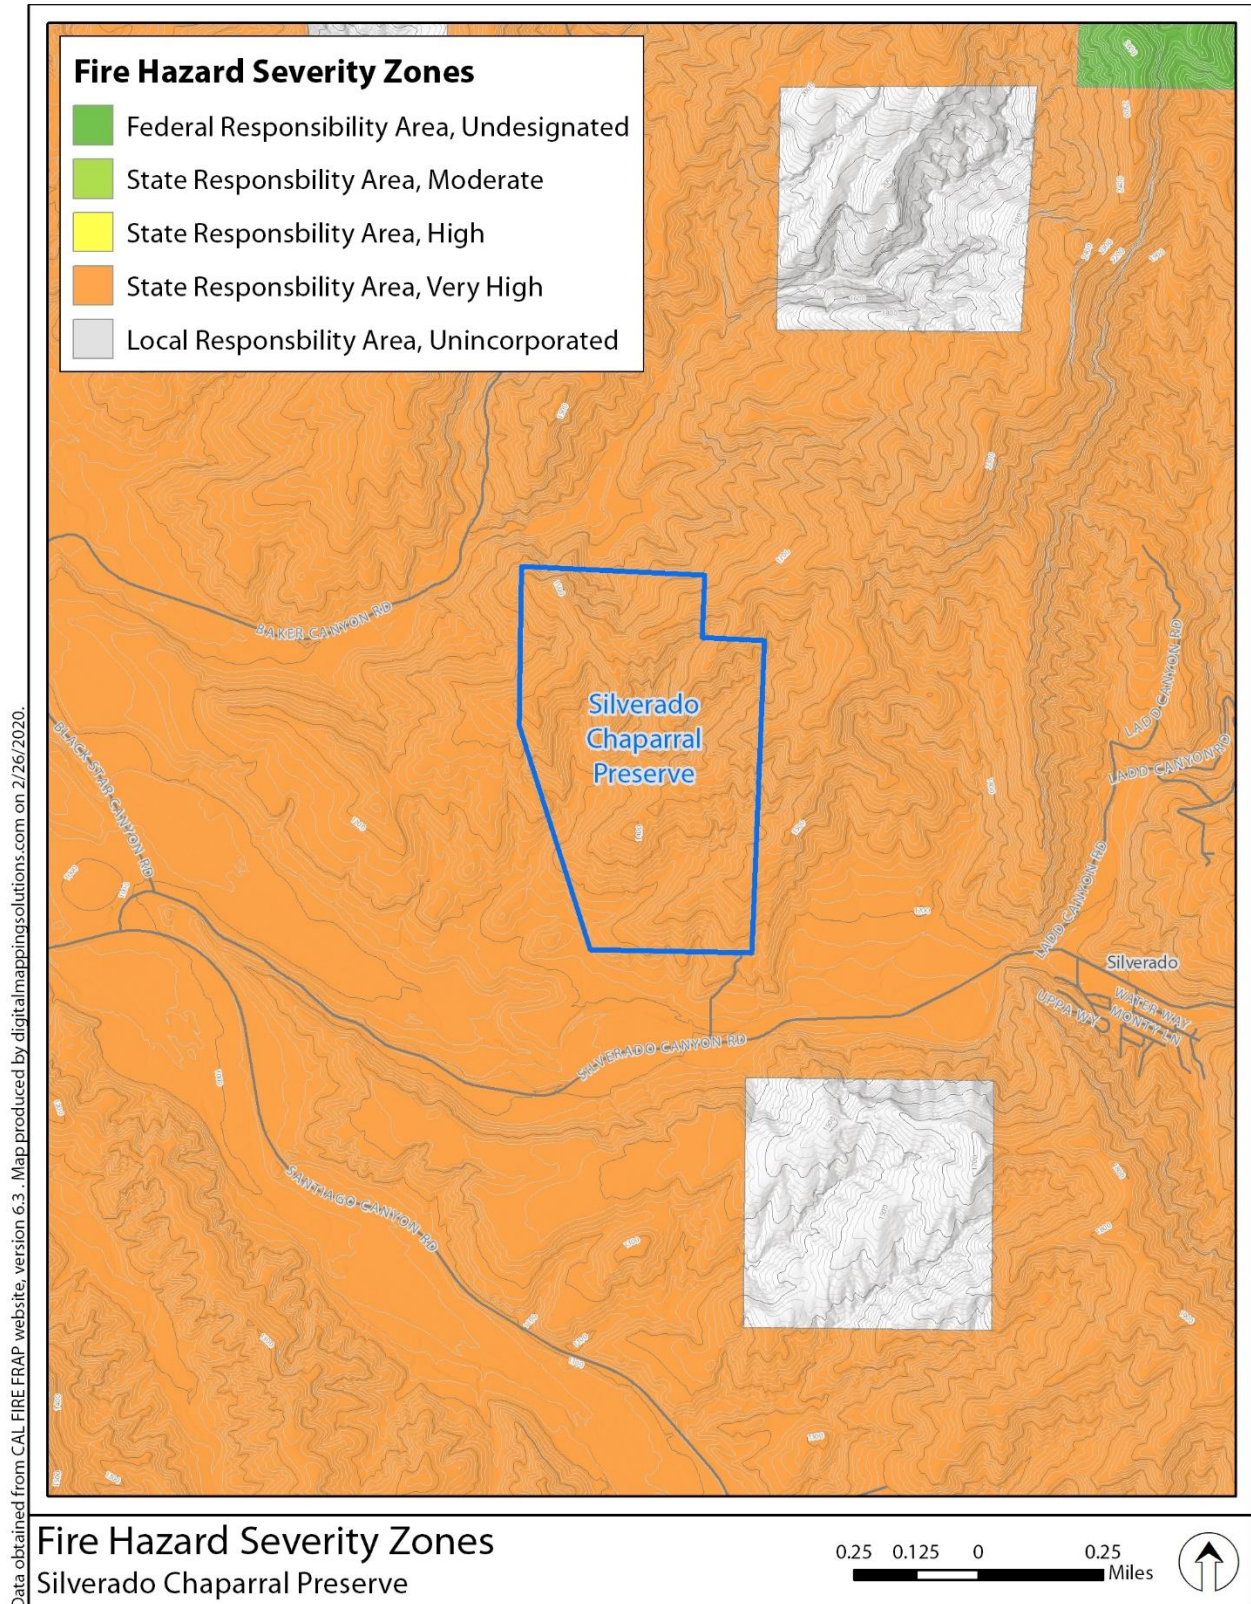 Fire Hazard Severity Zones
Federal Responsibility Area, Undesignated
State Responsbility Area, Moderate
State Responsbility Area, High
State Responsbility Area, Very High
Local Responsbility Area, Unincorporated
BAKER CANYON RD
BLACK STAR CANYON RD
Silverado
Chaparral
Preserve
LADD CANYON RD
LADD CANYON RD
LADD CANYON RD
Silverado
WATER WAY
MONTY LN
UPPA WY
SILVERADO CANYON RD
SANTIAGO CANYON RD
Data obtained from CAL FIRE FRAP website, version 6.3 . Map produced by digitalmappingsolutions.com on 2/26/2020.
Fire Hazard Severity Zones
Silverado Chaparral Preserve
0.25 0.125 0 0.25
Miles